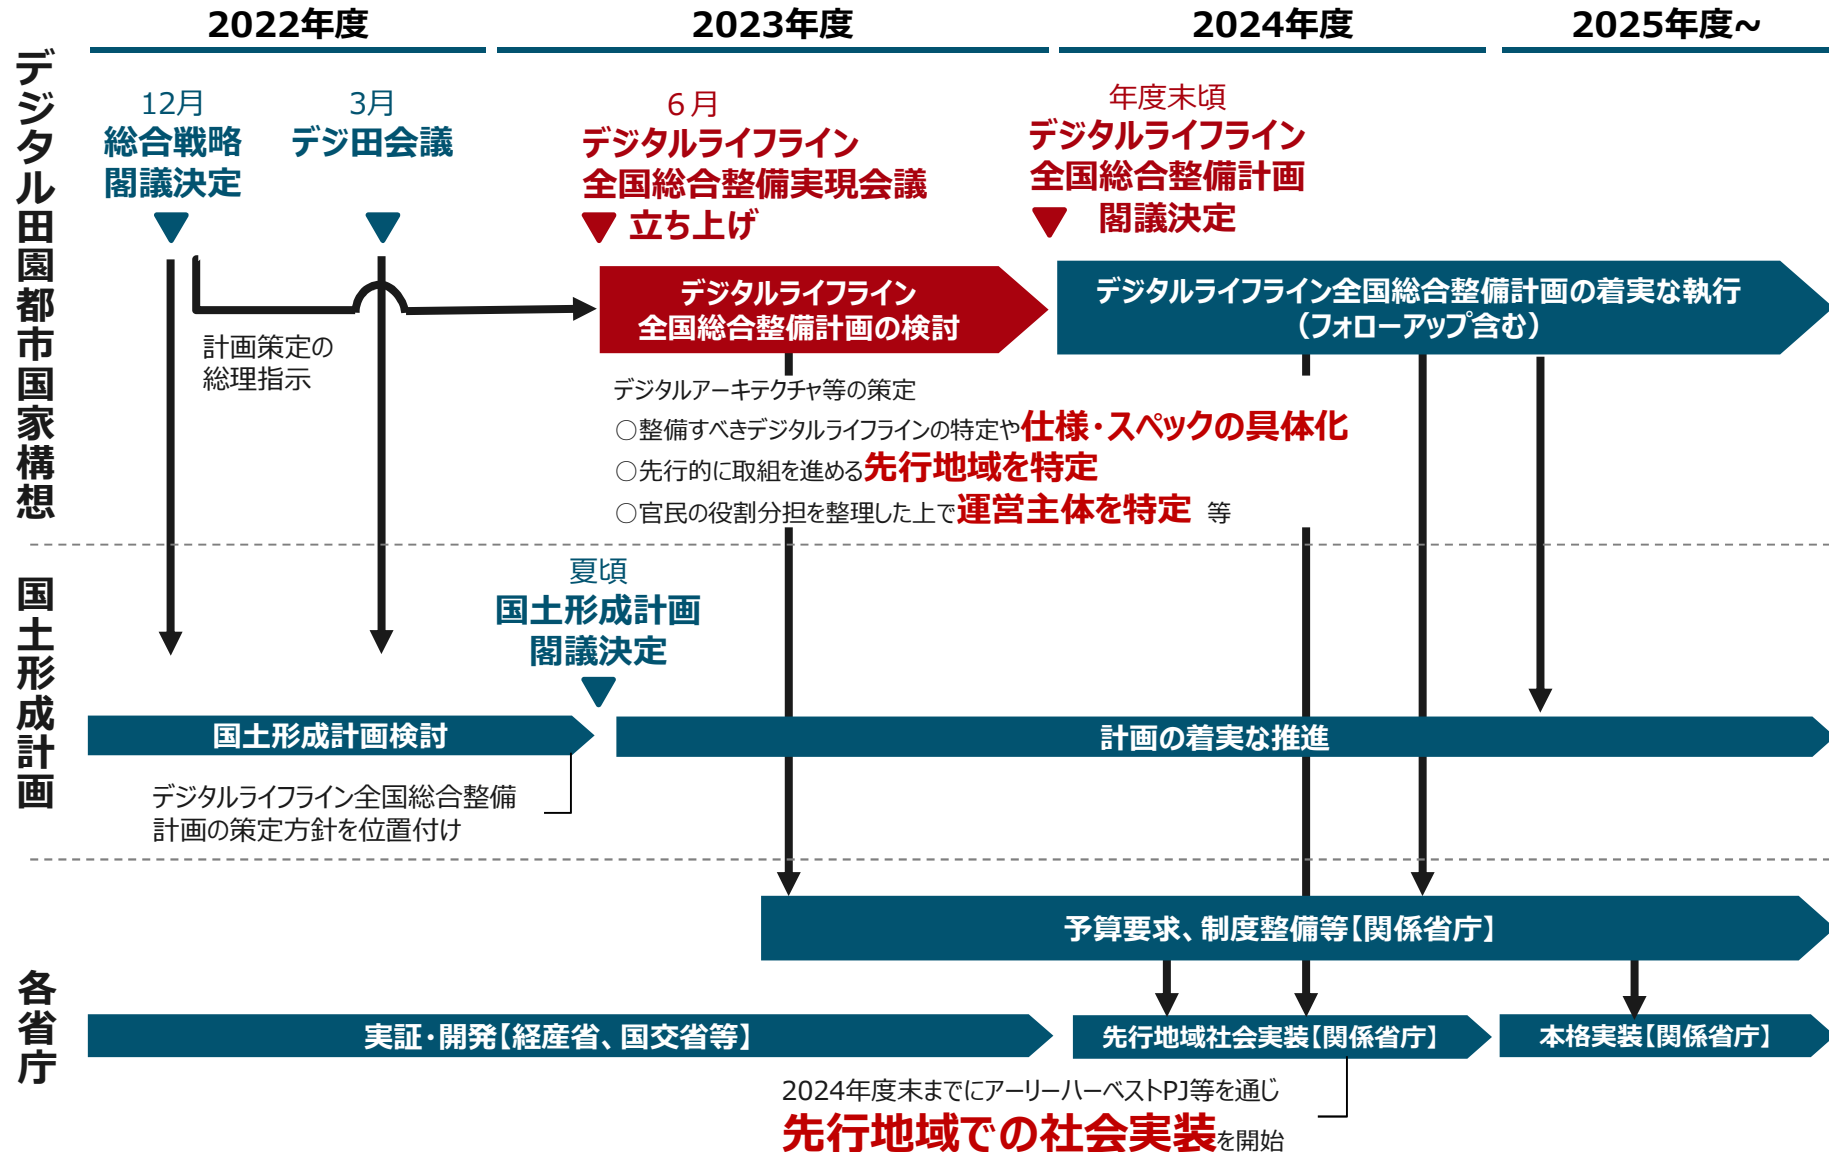 2022年度
2023年度
2024年度
2025年度~
デジタル田園都市国家構想
12月
総合戦略
閣議決定
3月
デジ田会議
６月
デジタルライフライン
全国総合整備実現会議
立ち上げ
年度末頃
デジタルライフライン
全国総合整備計画
閣議決定
デジタルライフライン
全国総合整備計画の検討
デジタルライフライン全国総合整備計画の着実な執行
（フォローアップ含む）
計画策定の
総理指示
デジタルアーキテクチャ等の策定
○整備すべきデジタルライフラインの特定や仕様・スペックの具体化
○先行的に取組を進める先行地域を特定
○官民の役割分担を整理した上で運営主体を特定 等
国土形成計画
夏頃
国土形成計画
閣議決定
国土形成計画検討
計画の着実な推進
デジタルライフライン全国総合整備
計画の策定方針を位置付け
各省庁
予算要求、制度整備等【関係省庁】
実証・開発【経産省、国交省等】
先行地域社会実装【関係省庁】
本格実装【関係省庁】
2024年度末までにアーリーハーベストPJ等を通じ
先行地域での社会実装を開始